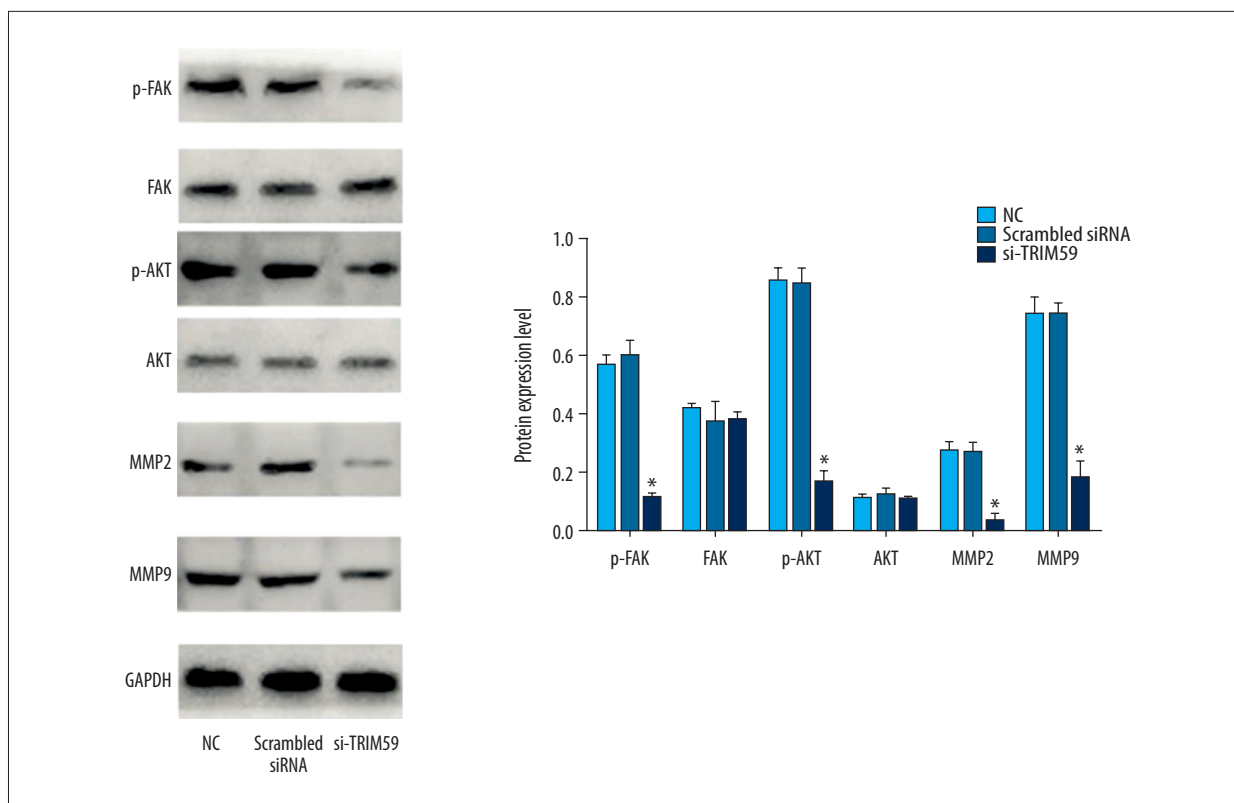 p-FAK
FAK
p-AKT
AKT
MMP2
MMP9
GAPDH
NC
Scrambled
siRNA
si-TRIM59
NC
Scrambled siRNA
si-TRIM59
Protein expression level
1.0
0.8
0.6
0.4
0.2
0.0
*
*
*
*
p-FAK
FAK
p-AKT
AKT
MMP2
MMP9